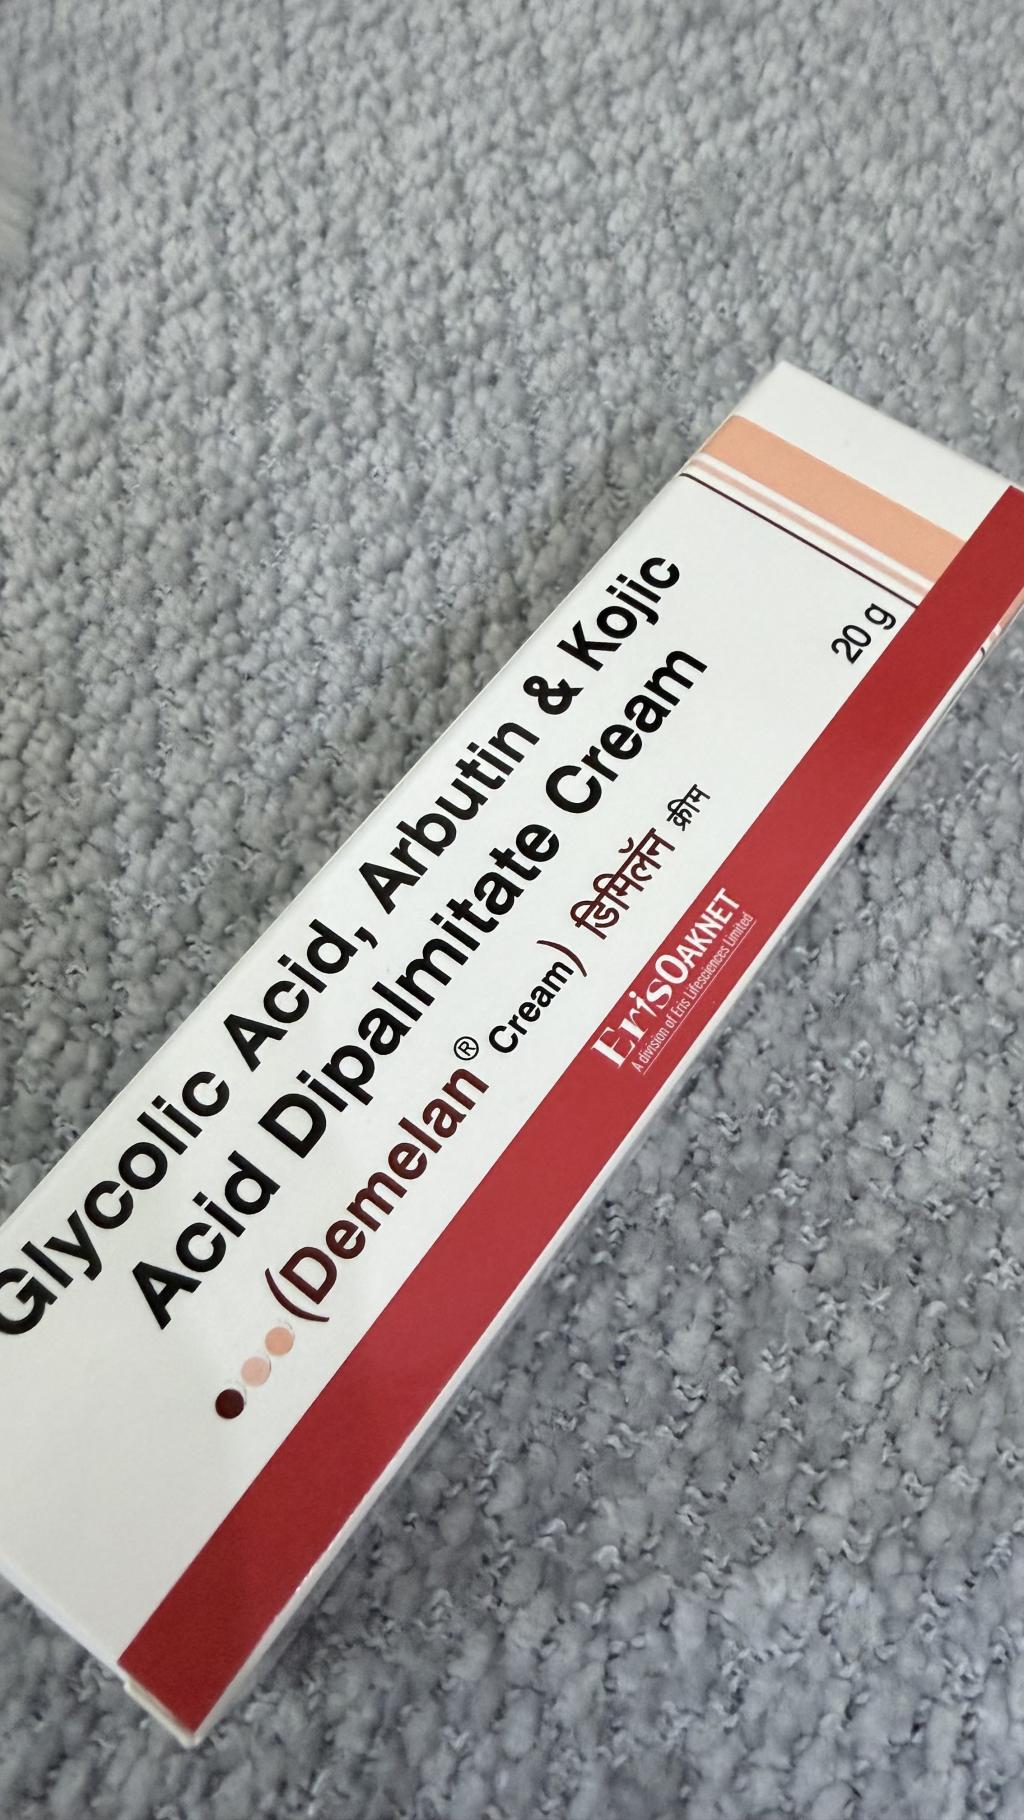 Glycolic Acid, Arbutin & Kojic
Acid Dipalmitate Cream
(Demelan® Cream) डिमिलॅन क्रीम
20 g
ErisOAKNET
A division of Eris Lifesciences Limited